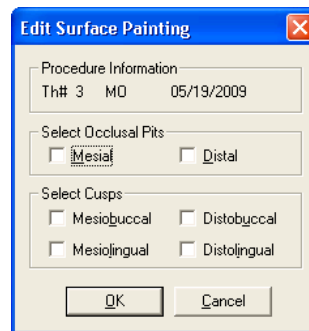 Edit Surface Painting
Procedure Information
Th# 3 MO 05/19/2009
Select Occlusal Pits
Mesial Distal
Select Cusps
Mesiobuccal Distobuccal
Mesiolingual Distolingual
OK Cancel